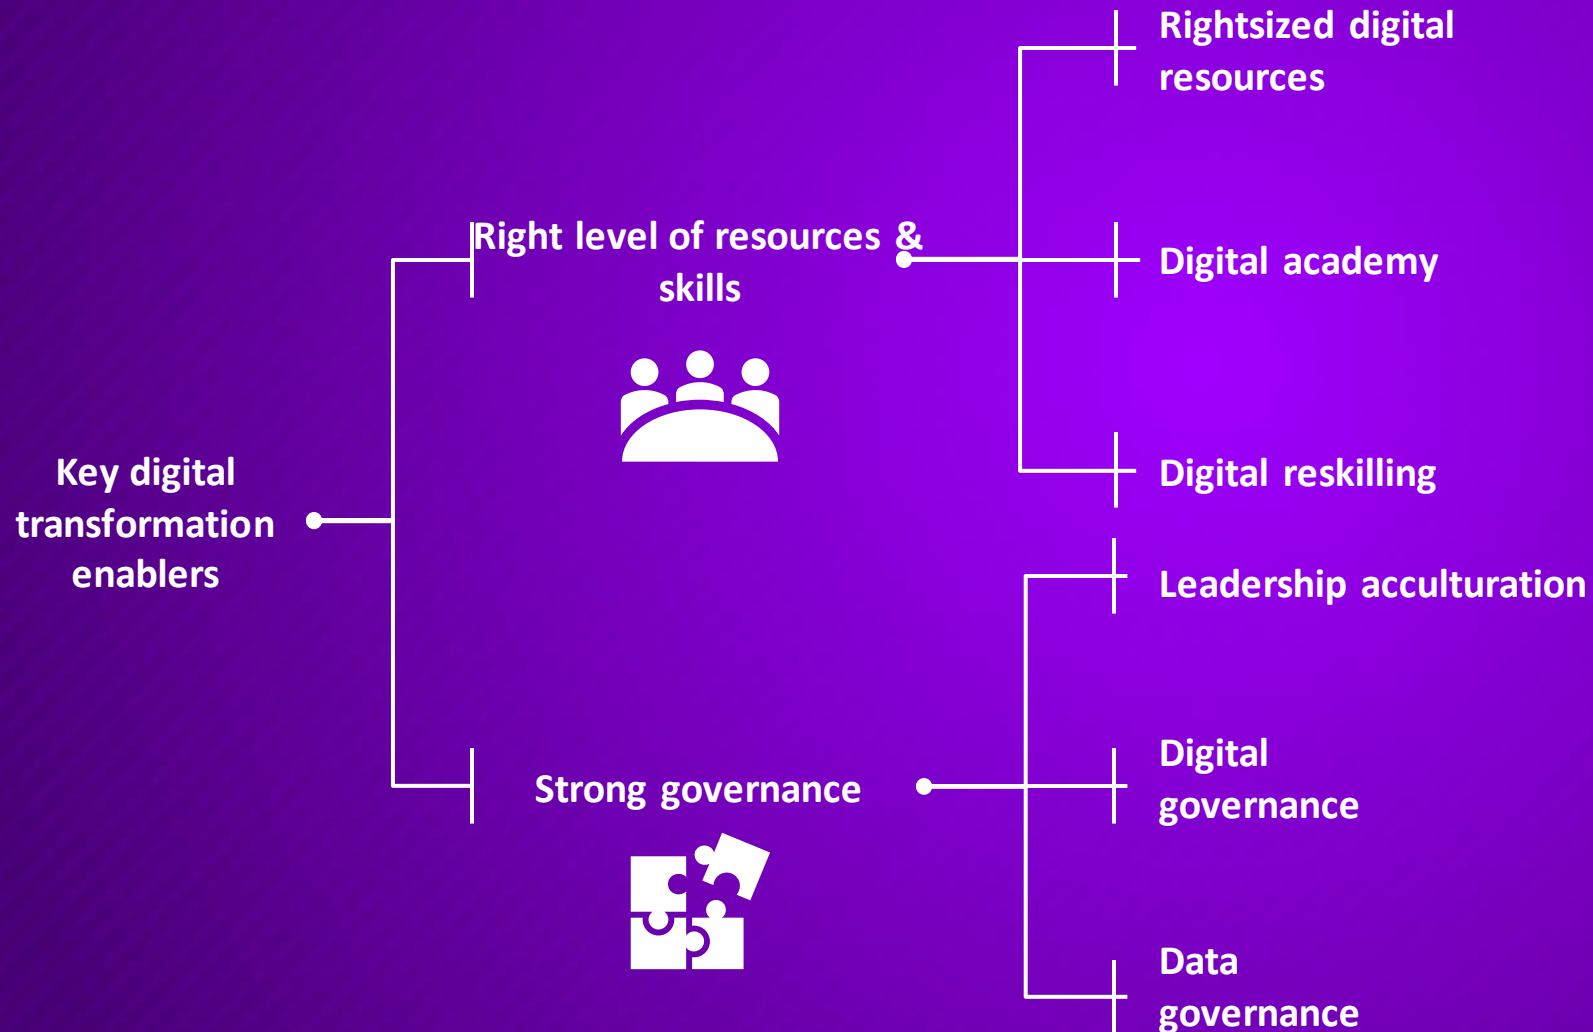 Rightsized digital
resources
Right level of resources &
skills
Digital academy
Key digital
transformation
enablers
Digital reskilling
Leadership acculturation
Strong governance
Digital
governance
Data
governance